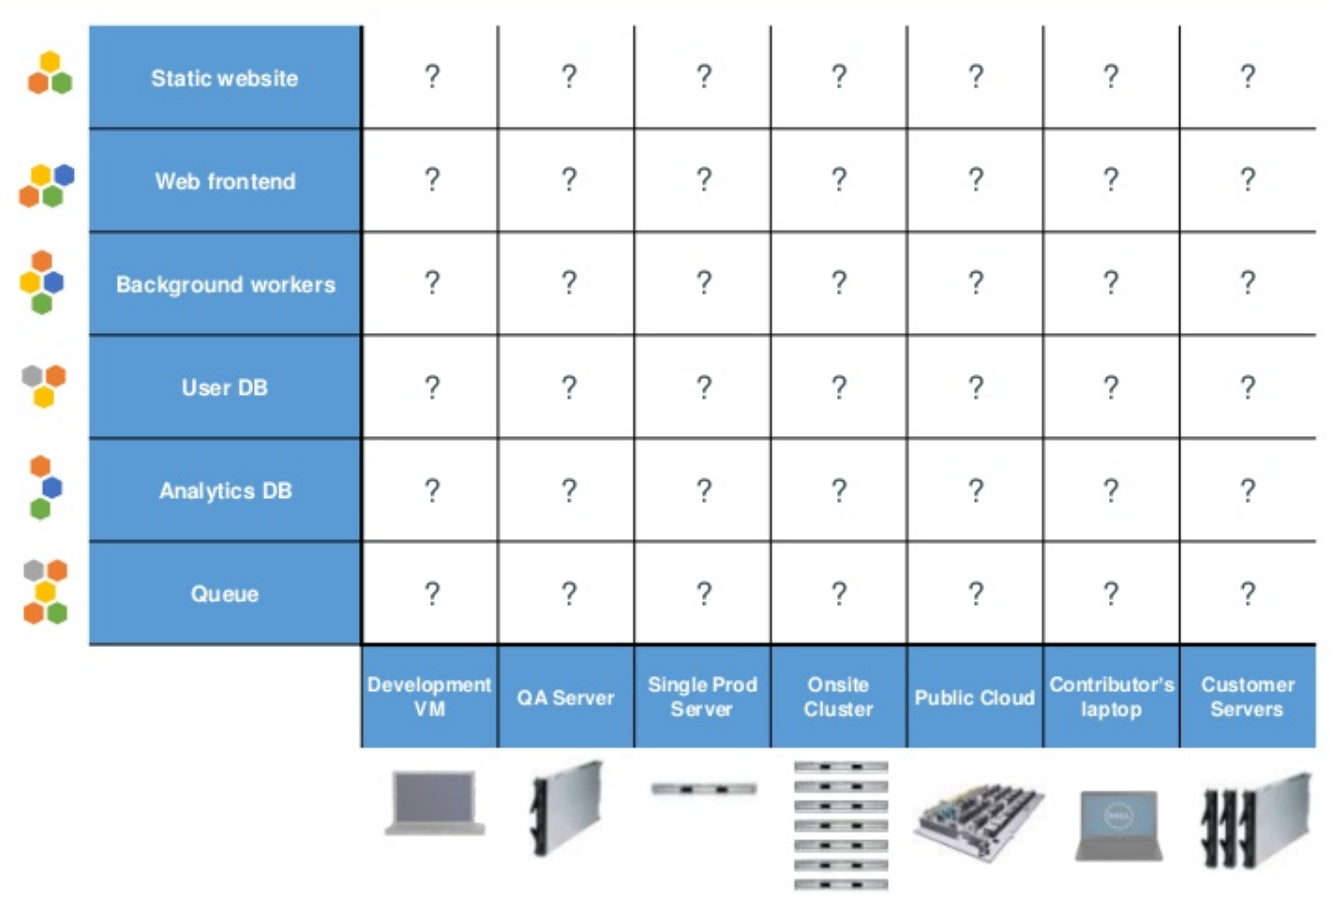 Static website ? ? ? ? ? ? ?
Web frontend ? ? ? ? ? ? ?
Background workers ? ? ? ? ? ? ?
User DB ? ? ? ? ? ? ?
Analytics DB ? ? ? ? ? ? ?
Queue ? ? ? ? ? ? ?
Development
VM
QA Server
Single Prod
Server
Onsite
Cluster
Public Cloud
Contributor's
laptop
Customer
Servers
DELL